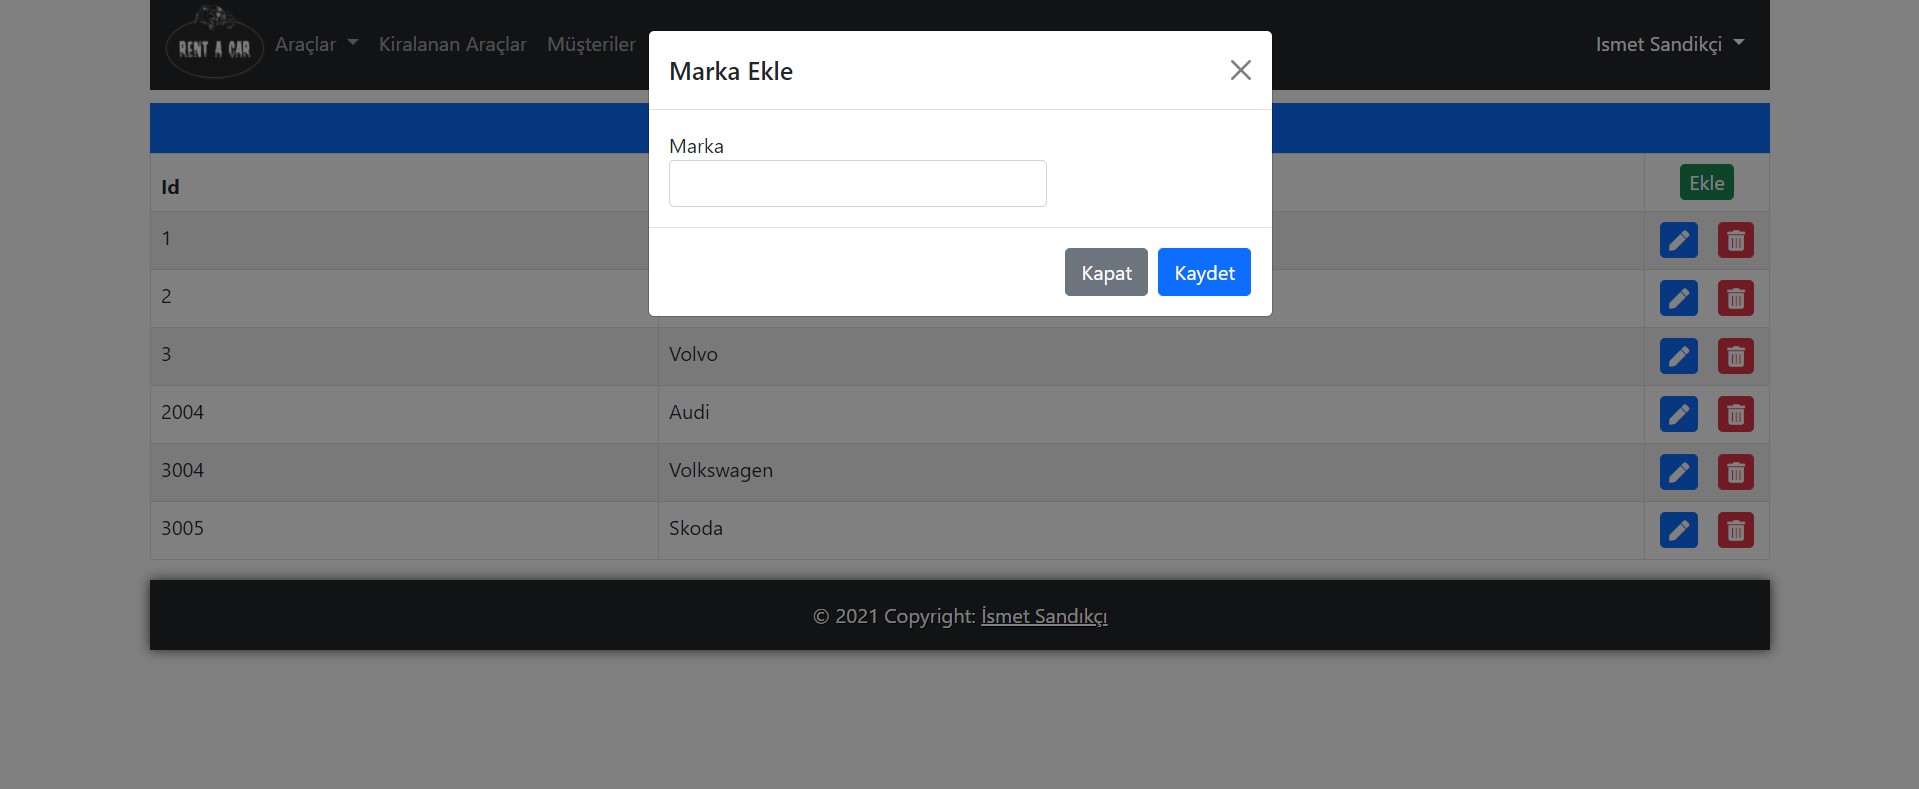 RENT A CAR
Araçlar Kiralanan Araçlar Müşteriler
Ismet Sandikçi
Marka Ekle
Marka
Kapat Kaydet
Id Ekle
1
2
3 Volvo
2004 Audi
3004 Volkswagen
3005 Skoda
© 2021 Copyright: İsmet Sandıkçı